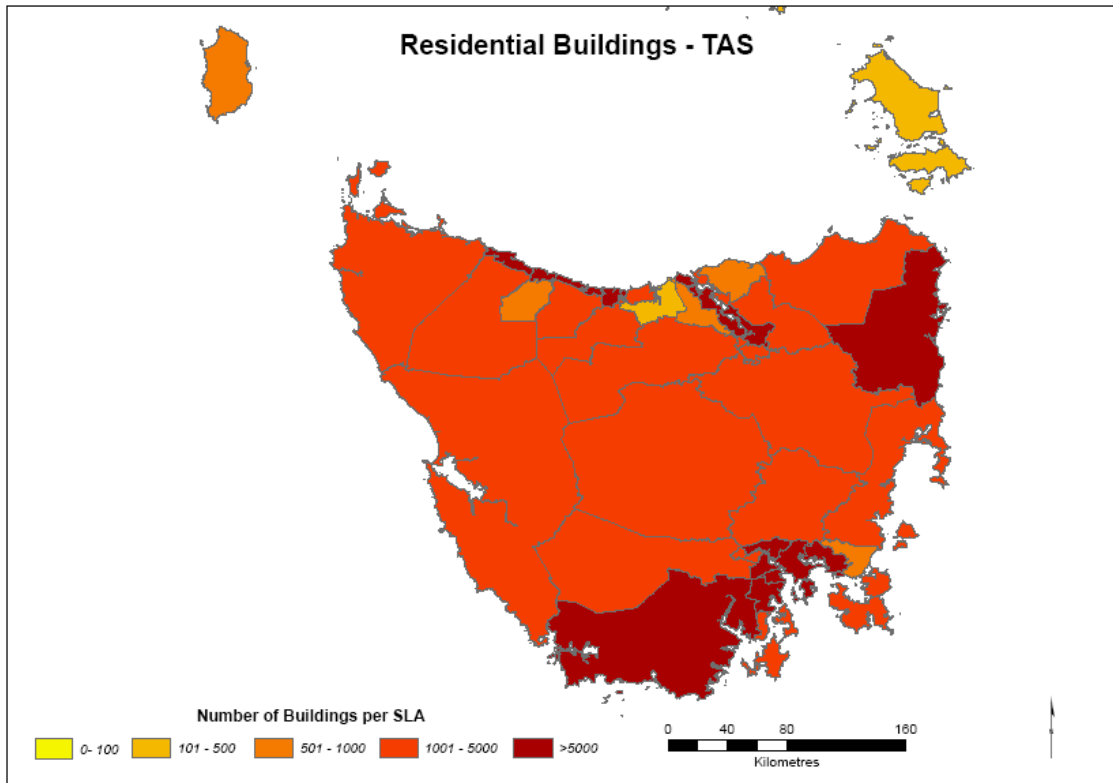 Residential Buildings - TAS
Number of Buildings per SLA
0- 100 101 - 500 501 - 1000 1001 - 5000 >5000
0 40 80 160
Kilometres